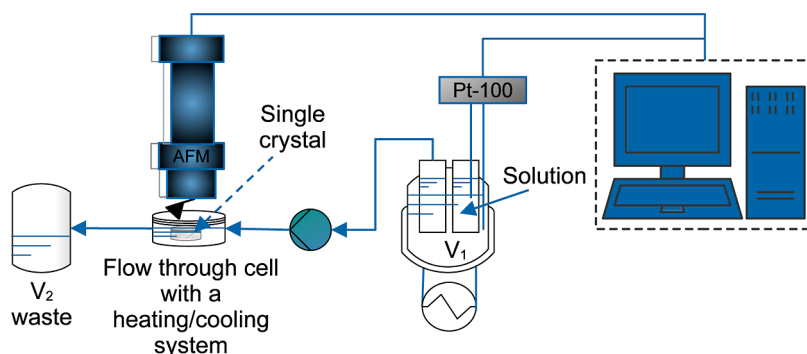 Pt-100
Single
crystal
AFM
Solution
V₁
Flow through cell
with a
heating/cooling
system
V₂
waste